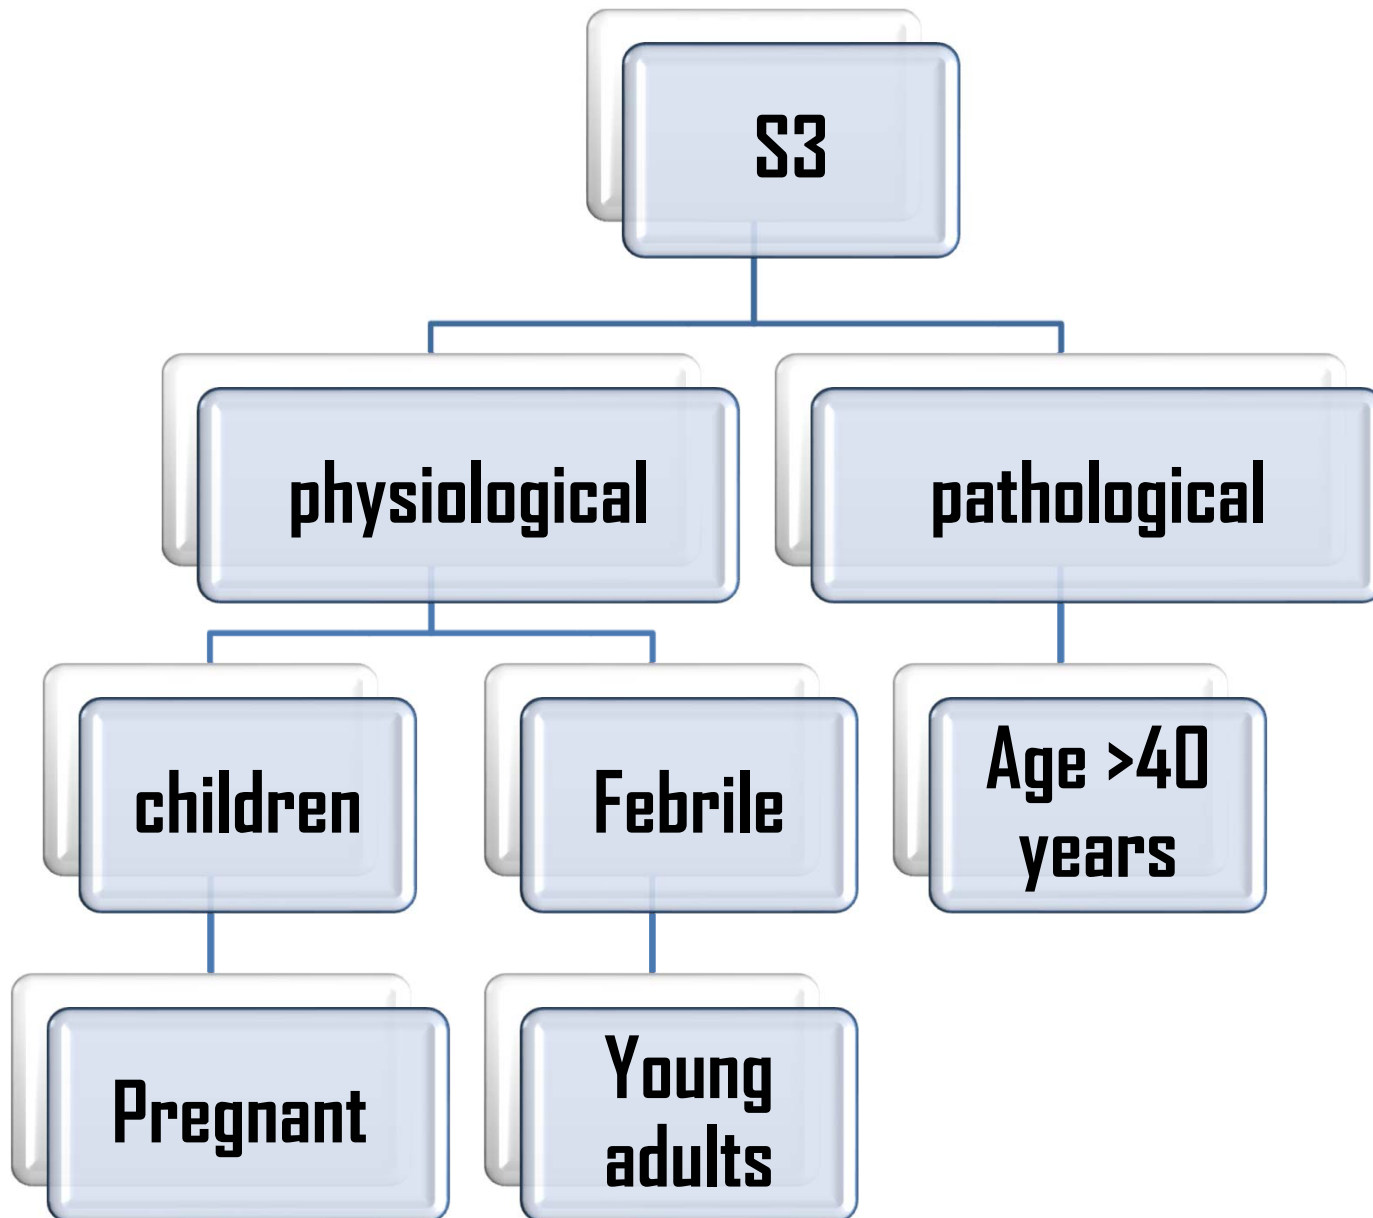 S3
physiological
pathological
children
Febrile
Age >40
years
Pregnant
Young
adults